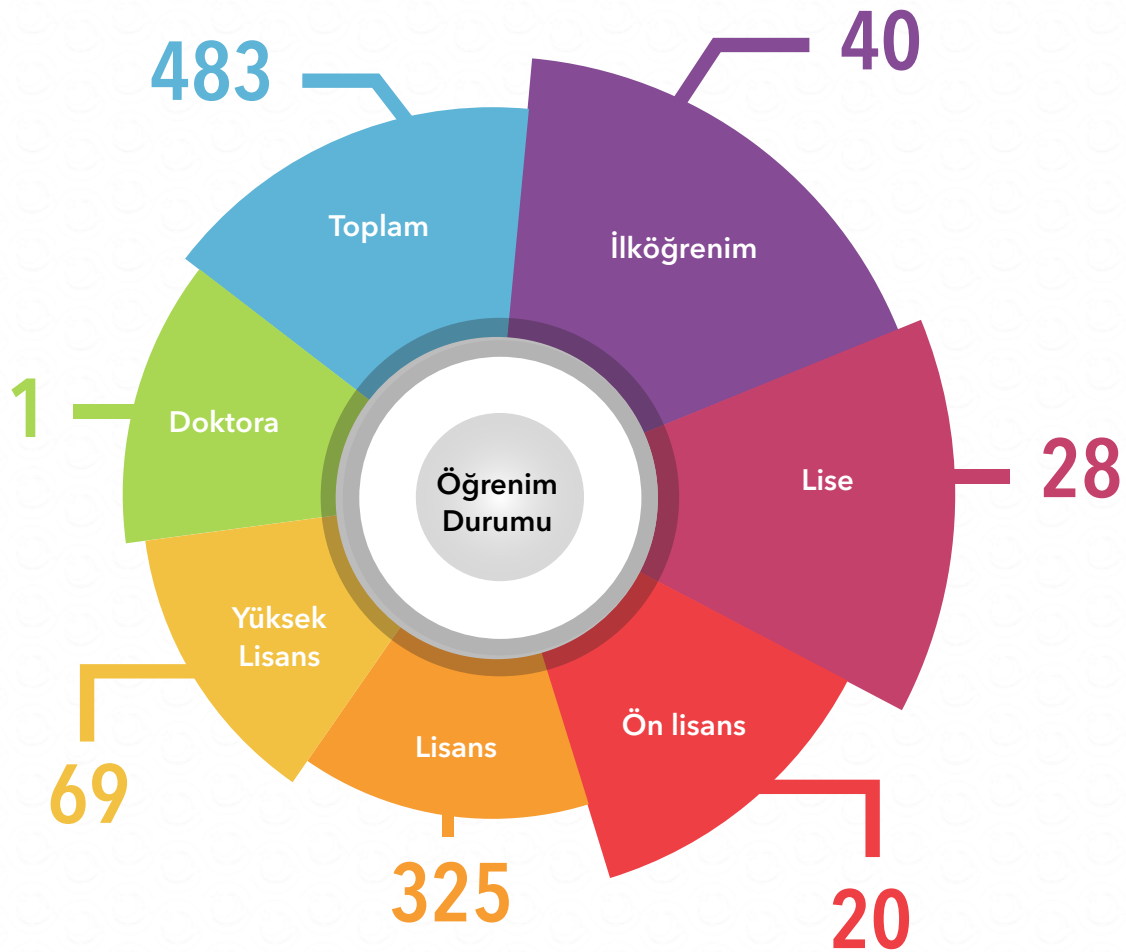 40
483
Toplam
İlköğrenim
1
Doktora
Öğrenim
Durumu
Lise
28
Yüksek
Lisans
Lisans
Ön lisans
69
325
20